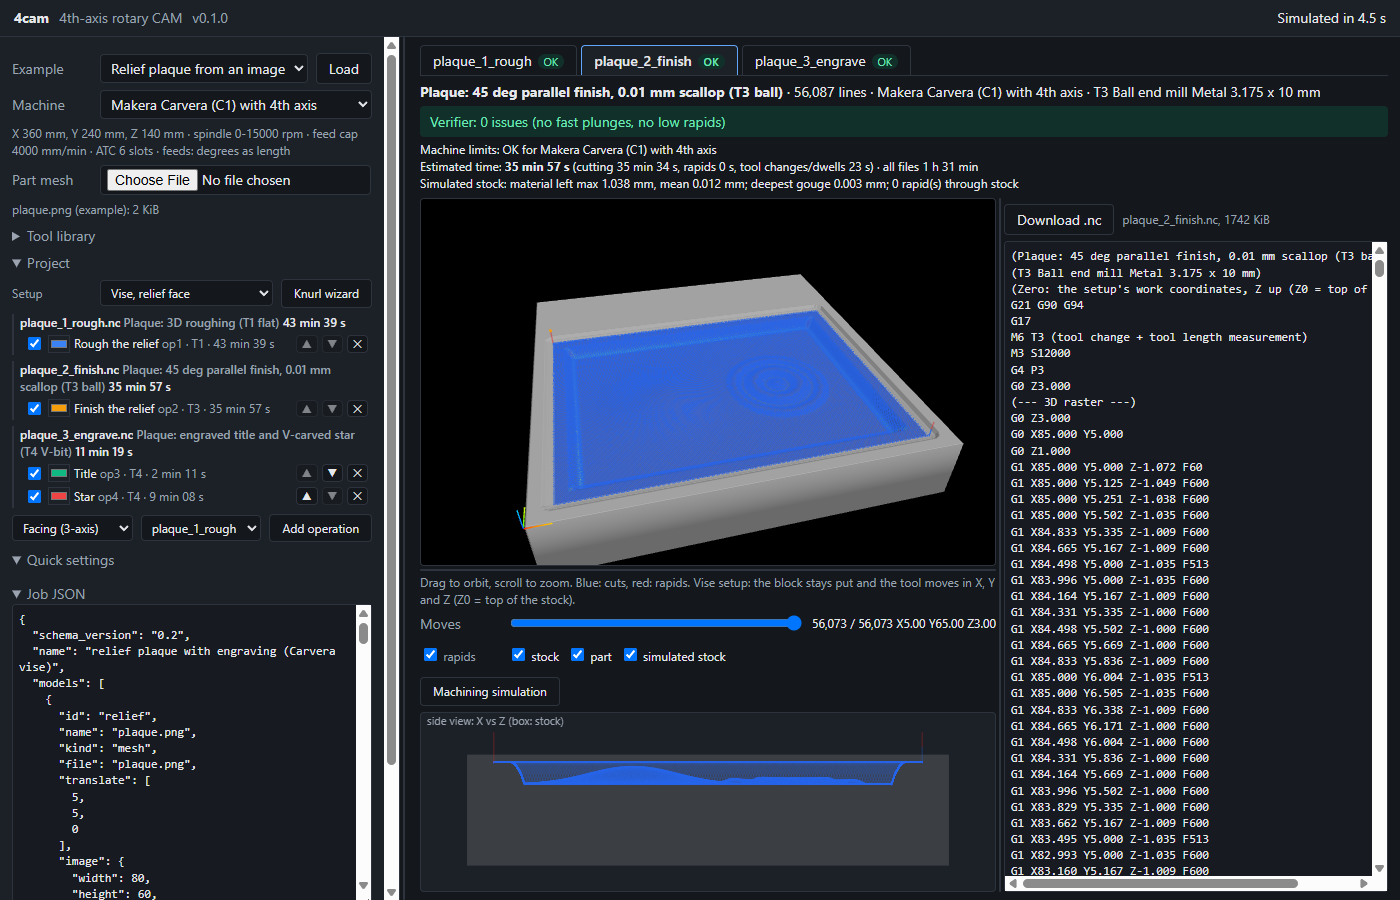 4cam 4th-axis rotary CAM v0.1.0
Simulated in 4.5 s
Example Relief plaque from an image Load
Machine Makera Carvera (C1) with 4th axis
X 360 mm, Y 240 mm, Z 140 mm · spindle 0-15000 rpm · feed cap
4000 mm/min · ATC 6 slots · feeds: degrees as length
Part mesh Choose File No file chosen
plaque.png (example): 2 KiB
Tool library
Project
Setup Vise, relief face Knurl wizard
plaque_1_rough.nc Plaque: 3D roughing (T1 flat) 43 min 39 s
Rough the relief op1 · T1 · 43 min 39 s
plaque_2_finish.nc Plaque: 45 deg parallel finish, 0.01 mm
scallop (T3 ball) 35 min 57 s
Finish the relief op2 · T3 · 35 min 57 s
plaque_3_engrave.nc Plaque: engraved title and V-carved star
(T4 V-bit) 11 min 19 s
Title op3 · T4 · 2 min 11 s
Star op4 · T4 · 9 min 08 s
Facing (3-axis) plaque_1_rough Add operation
Quick settings
Job JSON
{
"schema_version": "0.2",
"name": "relief plaque with engraving (Carvera
vise)",
"models": [
{
"id": "relief",
"name": "plaque.png",
"kind": "mesh",
"file": "plaque.png",
"translate": [
5,
5,
0
],
"image": {
"width": 80,
"height": 60,
plaque_1_rough OK plaque_2_finish OK plaque_3_engrave OK
Plaque: 45 deg parallel finish, 0.01 mm scallop (T3 ball) · 56,087 lines · Makera Carvera (C1) with 4th axis · T3 Ball end mill Metal 3.175 x 10 mm
Verifier: 0 issues (no fast plunges, no low rapids)
Machine limits: OK for Makera Carvera (C1) with 4th axis
Estimated time: 35 min 57 s (cutting 35 min 34 s, rapids 0 s, tool changes/dwells 23 s) · all files 1 h 31 min
Simulated stock: material left max 1.038 mm, mean 0.012 mm; deepest gouge 0.003 mm; 0 rapid(s) through stock
Drag to orbit, scroll to zoom. Blue: cuts, red: rapids. Vise setup: the block stays put and the tool moves in X, Y
and Z (Z0 = top of the stock).
Moves 56,073 / 56,073 X5.00 Y65.00 Z3.00
rapids stock part simulated stock
Machining simulation
side view: X vs Z (box: stock)
Download .nc plaque_2_finish.nc, 1742 KiB
(Plaque: 45 deg parallel finish, 0.01 mm scallop (T3 ba
(T3 Ball end mill Metal 3.175 x 10 mm)
(Zero: the setup's work coordinates, Z up (Z0 = top of
G21 G90 G94
G17
M6 T3 (tool change + tool length measurement)
M3 S12000
G4 P3
G0 Z3.000
(--- 3D raster ---)
G0 Z3.000
G0 X85.000 Y5.000
G0 Z1.000
G1 X85.000 Y5.000 Z-1.072 F60
G1 X85.000 Y5.125 Z-1.049 F600
G1 X85.000 Y5.251 Z-1.038 F600
G1 X85.000 Y5.502 Z-1.035 F600
G1 X84.833 Y5.335 Z-1.009 F600
G1 X84.665 Y5.167 Z-1.009 F600
G1 X84.498 Y5.000 Z-1.035 F513
G1 X83.996 Y5.000 Z-1.035 F600
G1 X84.164 Y5.167 Z-1.009 F600
G1 X84.331 Y5.335 Z-1.000 F600
G1 X84.498 Y5.502 Z-1.000 F600
G1 X84.665 Y5.669 Z-1.000 F600
G1 X84.833 Y5.836 Z-1.009 F600
G1 X85.000 Y6.004 Z-1.035 F513
G1 X85.000 Y6.505 Z-1.035 F600
G1 X84.833 Y6.338 Z-1.009 F600
G1 X84.665 Y6.171 Z-1.000 F600
G1 X84.498 Y6.004 Z-1.000 F600
G1 X84.331 Y5.836 Z-1.000 F600
G1 X84.164 Y5.669 Z-1.000 F600
G1 X83.996 Y5.502 Z-1.000 F600
G1 X83.829 Y5.335 Z-1.000 F600
G1 X83.662 Y5.167 Z-1.009 F600
G1 X83.495 Y5.000 Z-1.035 F513
G1 X82.993 Y5.000 Z-1.035 F600
G1 X83.160 Y5.167 Z-1.009 F600